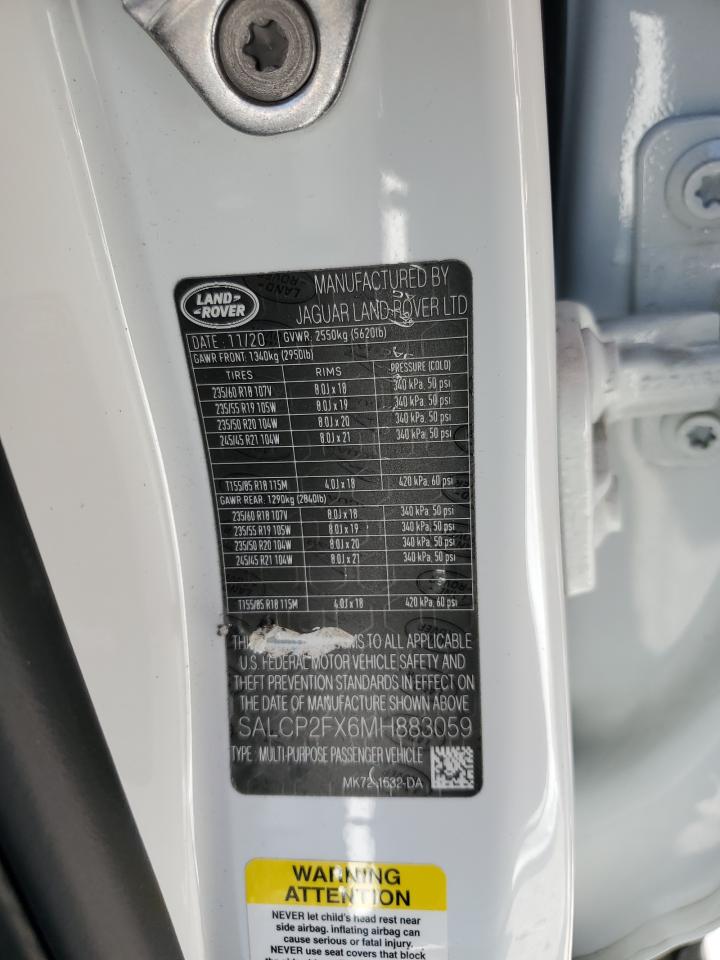 LAND-
-ROVER
MANUFACTURED BY
JAGUAR LAND-ROVER LTD
DATE 11/20 GVWR: 2550kg (5620lb)
GAWR FRONT: 1340kg (2950lb)
TIRES RIMS PRESSURE (COLD)
235/60 R18 107V 8.0J x 18 340 kPa, 50 psi
235/55 R19 105W 8.0J x 19 340 kPa, 50 psi
235/50 R20 104W 8.0J x 20 340 kPa, 50 psi
245/45 R21 104W 8.0J x 21 340 kPa, 50 psi
T155/85 R18 115M 4.0J x 18 420 kPa, 60 psi
GAWR REAR: 1290kg (2840lb)
235/60 R18 107V 8.0J x 18 340 kPa, 50 psi
235/55 R19 105W 8.0J x 19 340 kPa, 50 psi
235/50 R20 104W 8.0J x 20 340 kPa, 50 psi
245/45 R21 104W 8.0J x 21 340 kPa, 50 psi
T155/85 R18 115M 4.0J x 18 420 kPa, 60 psi
TO ALL APPLICABLE
U.S. FEDERAL MOTOR VEHICLE SAFETY AND
THEFT PREVENTION STANDARDS IN EFFECT ON
THE DATE OF MANUFACTURE SHOWN ABOVE
SALCP2FX6MH883059
TYPE: MULTI-PURPOSE PASSENGER VEHICLE
MK72-1532-DA
WARNING
ATTENTION
NEVER let child's head rest near
side airbag. inflating airbag can
cause serious or fatal injury.
NEVER use seat covers that block